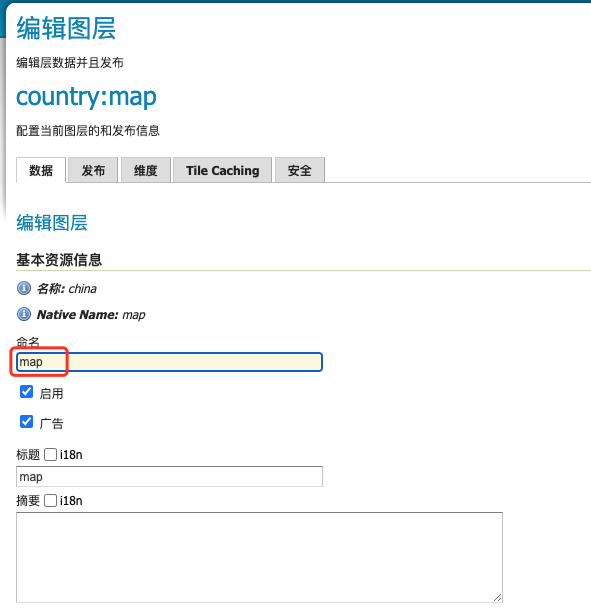 编辑图层
编辑层数据并且发布
country:map
配置当前图层的和发布信息
数据 发布 维度 Tile Caching 安全
编辑图层
基本资源信息
名称: china
Native Name: map
命名
map
启用
广告
标题 i18n
map
摘要 i18n